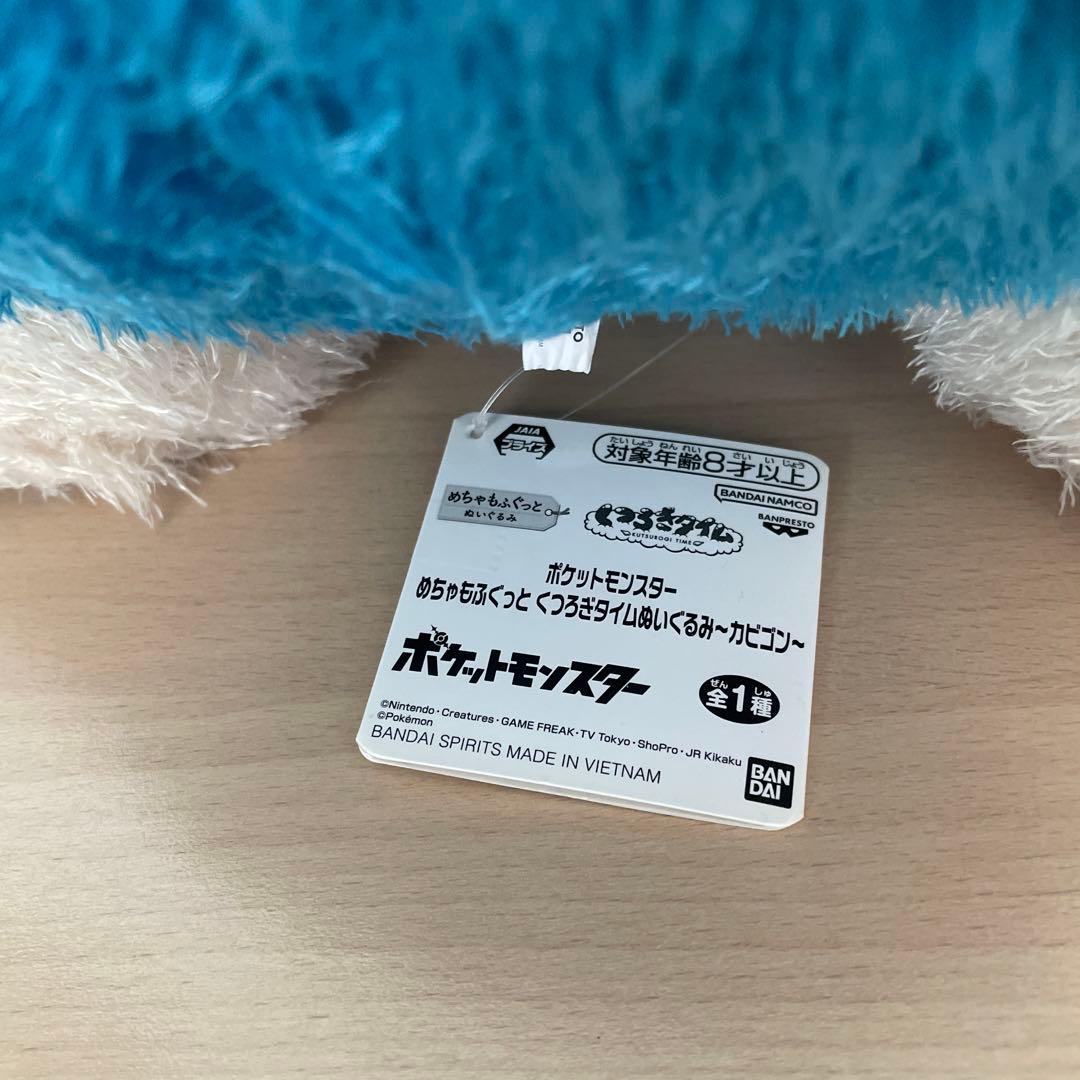 TO
JAIA
プライズ
たいしょうねんれい さい いじょう
対象年齢8才以上
BANDAI NAMCO
BANPRESTO
めちゃもふぐっと
ぬいぐるみ
くつろぎタイム
KUTSUROGI TIME
ポケットモンスター
めちゃもふぐっと くつろぎタイムぬいぐるみ~カビゴン~
ポケットモンスター
ぜん しゅ
全1種
©Nintendo・Creatures・GAME FREAK・TV Tokyo・ShoPro・JR Kikaku
©Pokémon
BANDAI SPIRITS MADE IN VIETNAM
BAN
DAI